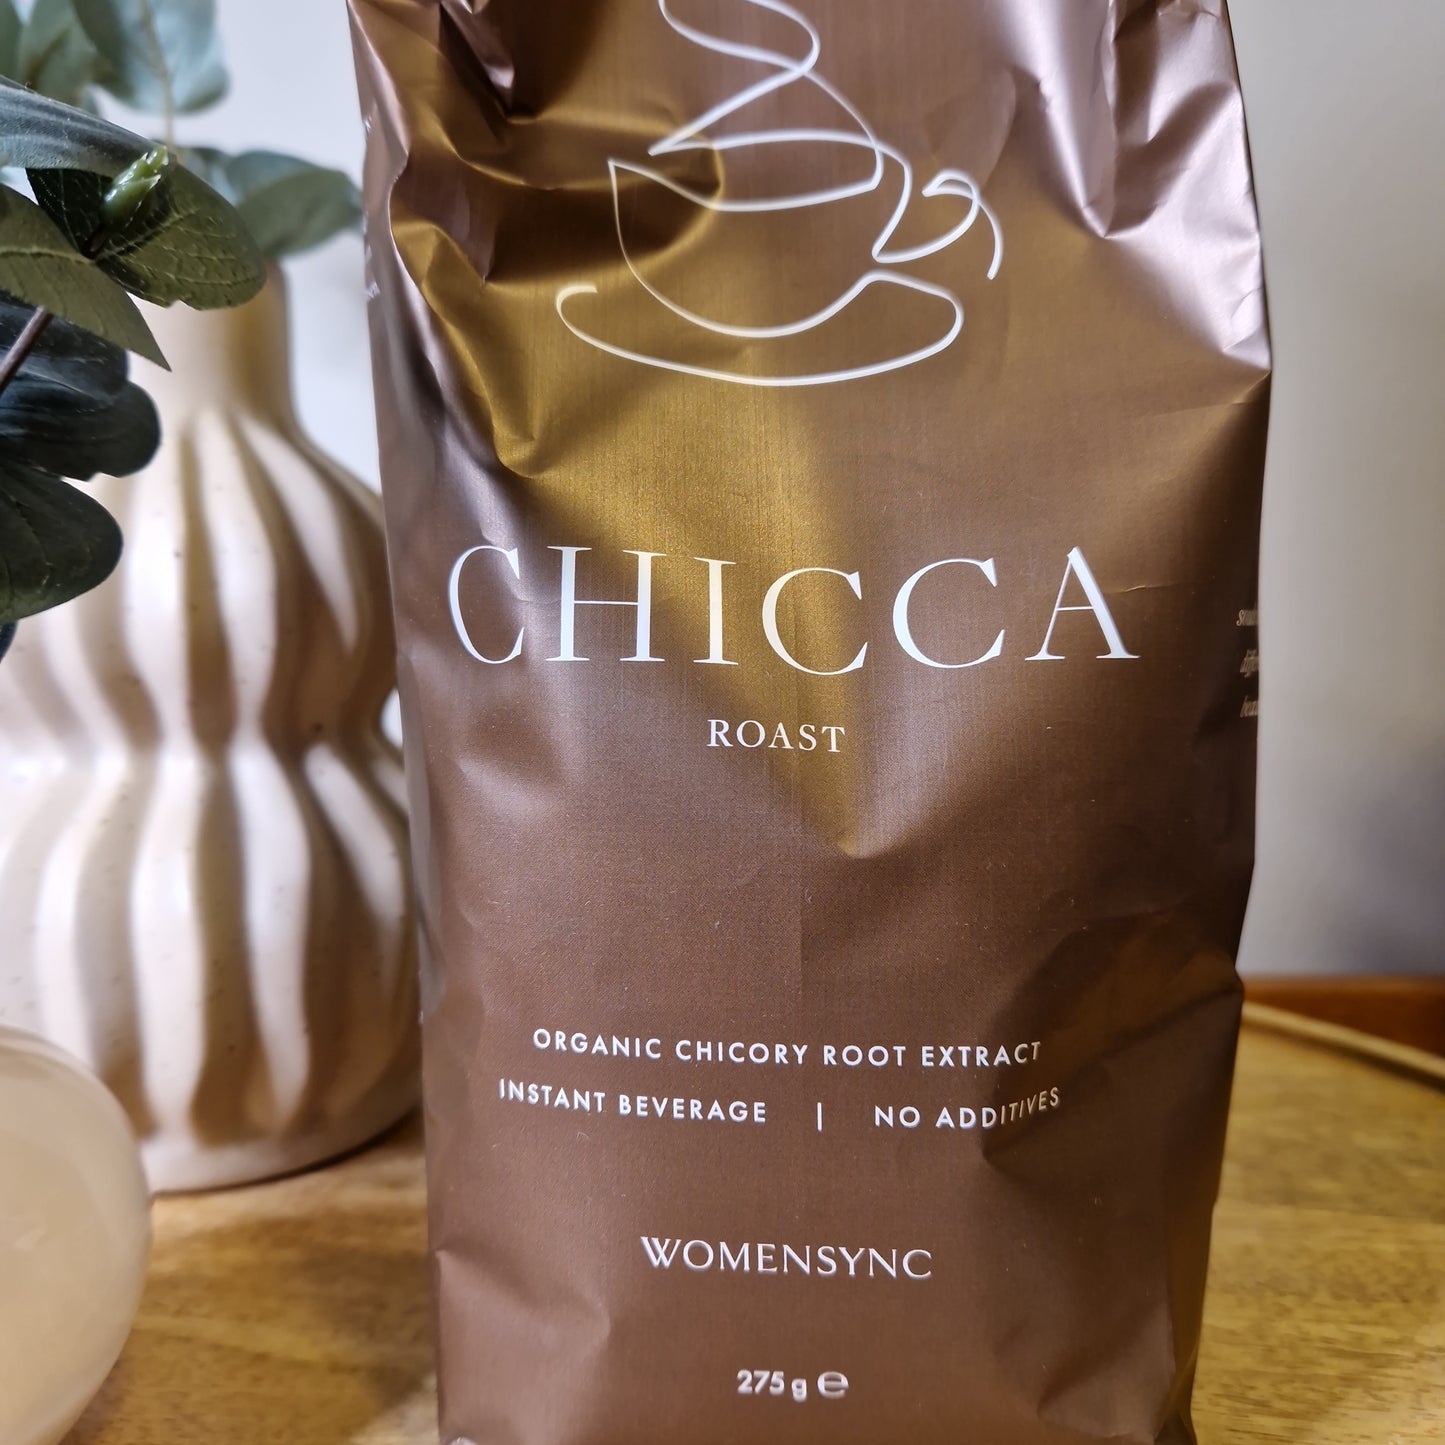 CHICCA
ROAST
ORGANIC CHICORY ROOT EXTRACT
INSTANT BEVERAGE | NO ADDITIVES
WOMENSYNC
275 g ℮